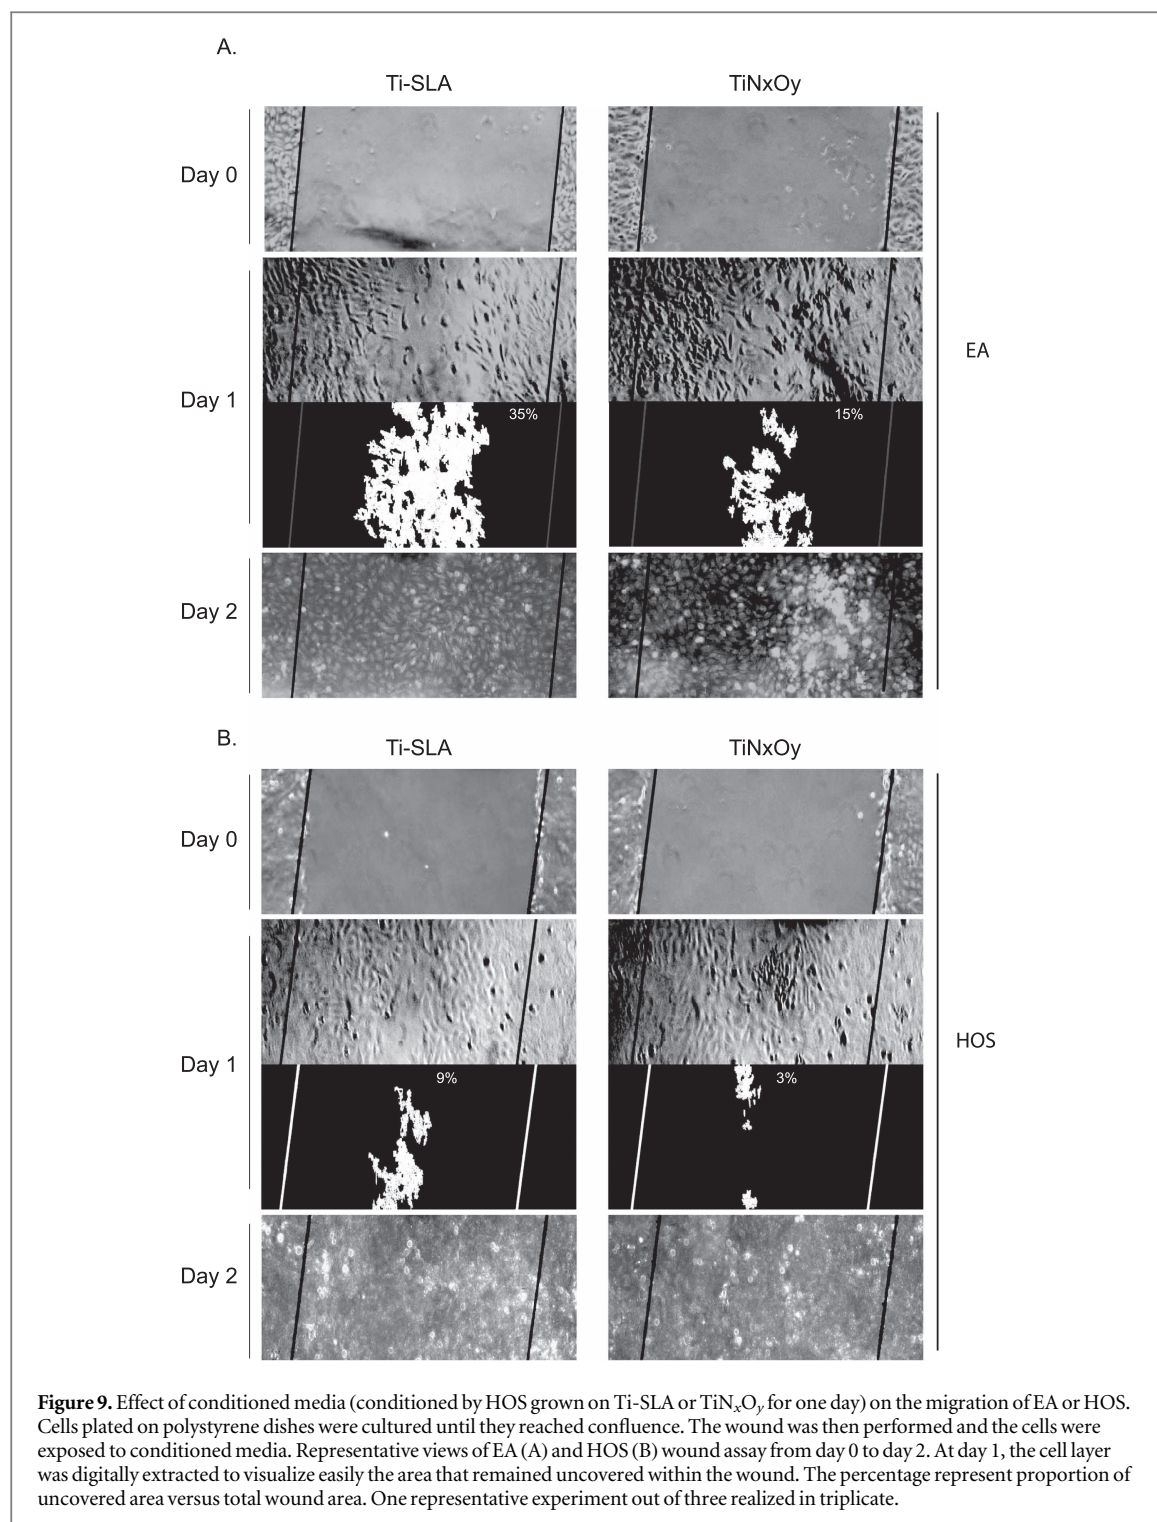 A.
Ti-SLA
TiNxOy
Day 0
Day 1
35%
15%
Day 2
EA
B.
Ti-SLA
TiNxOy
Day 0
Day 1
9%
3%
Day 2
HOS
Figure 9. Effect of conditioned media (conditioned by HOS grown on Ti-SLA or TiNxOy for one day) on the migration of EA or HOS.
Cells plated on polystyrene dishes were cultured until they reached confluence. The wound was then performed and the cells were
exposed to conditioned media. Representative views of EA (A) and HOS (B) wound assay from day 0 to day 2. At day 1, the cell layer
was digitally extracted to visualize easily the area that remained uncovered within the wound. The percentage represent proportion of
uncovered area versus total wound area. One representative experiment out of three realized in triplicate.